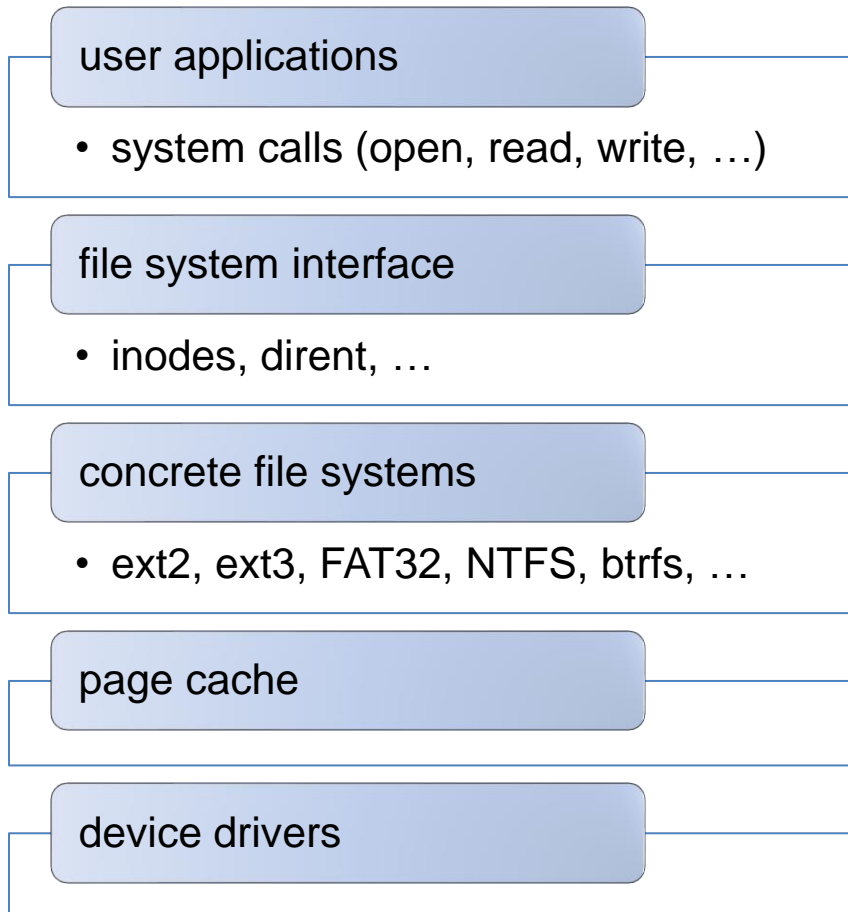 user applications
• system calls (open, read, write, …)
file system interface
• inodes, dirent, …
concrete file systems
• ext2, ext3, FAT32, NTFS, btrfs, …
page cache
device drivers